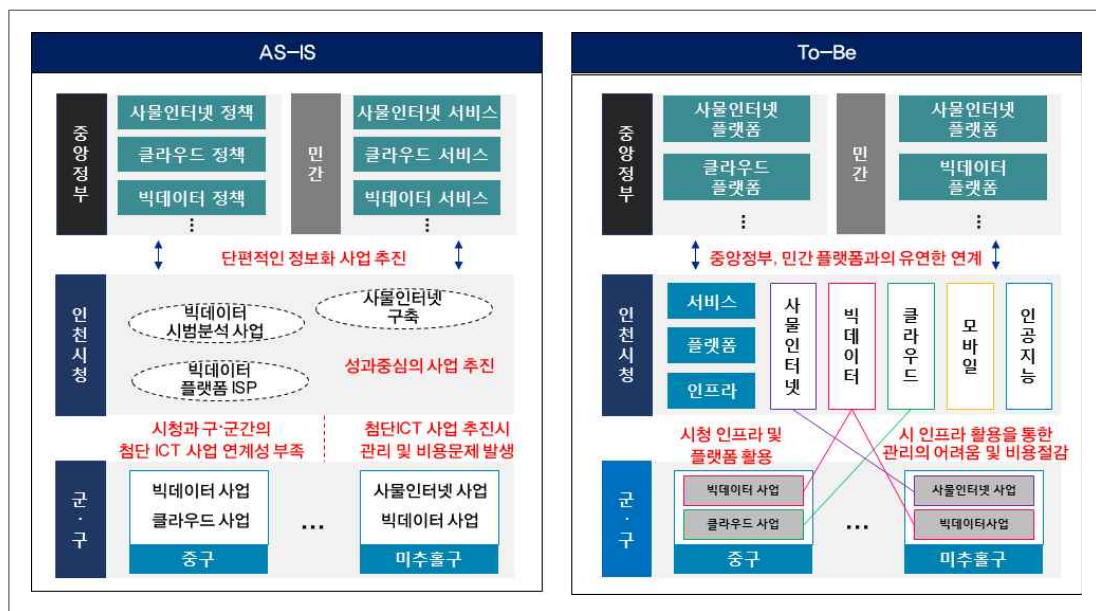 AS-IS
중앙정부
사물인터넷 정책
클라우드 정책
빅데이터 정책
⋮
민간
사물인터넷 서비스
클라우드 서비스
빅데이터 서비스
⋮
단편적인 정보화 사업 추진
인천시청
빅데이터
시범분석 사업
사물인터넷
구축
빅데이터
플랫폼 ISP
성과중심의 사업 추진
시청과 구·군간의
첨단 ICT 사업 연계성 부족
첨단ICT 사업 추진시
관리 및 비용문제 발생
군·구
빅데이터 사업
클라우드 사업
중구
...
사물인터넷 사업
빅데이터 사업
미추홀구
To-Be
중앙정부
사물인터넷
플랫폼
클라우드
플랫폼
⋮
민간
사물인터넷
플랫폼
빅데이터
플랫폼
⋮
중앙정부, 민간 플랫폼과의 유연한 연계
인천시청
서비스
플랫폼
인프라
사물인터넷
빅데이터
클라우드
모바일
인공지능
시청 인프라 및
플랫폼 활용
시 인프라 활용을 통한
관리의 어려움 및 비용절감
군·구
빅데이터 사업
클라우드 사업
중구
...
사물인터넷 사업
빅데이터사업
미추홀구